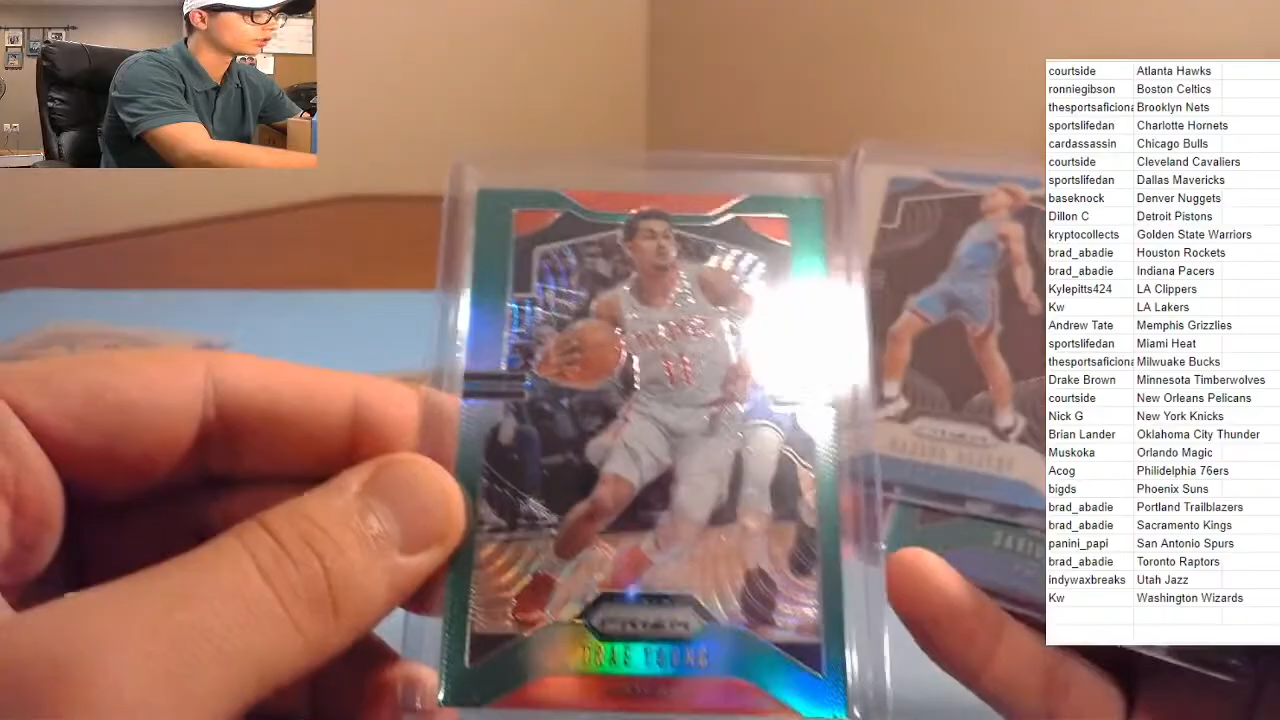 courtside Atlanta Hawks
ronniegibson Boston Celtics
thesportsaficiona Brooklyn Nets
sportslifedan Charlotte Hornets
cardassassin Chicago Bulls
courtside Cleveland Cavaliers
sportslifedan Dallas Mavericks
baseknock Denver Nuggets
Dillon C Detroit Pistons
kryptocollects Golden State Warriors
brad_abadie Houston Rockets
brad_abadie Indiana Pacers
Kylepitts424 LA Clippers
Kw LA Lakers
Andrew Tate Memphis Grizzlies
sportslifedan Miami Heat
thesportsaficiona Milwuake Bucks
Drake Brown Minnesota Timberwolves
courtside New Orleans Pelicans
Nick G New York Knicks
Brian Lander Oklahoma City Thunder
Muskoka Orlando Magic
Acog Philidelphia 76ers
bigds Phoenix Suns
brad_abadie Portland Trailblazers
brad_abadie Sacramento Kings
panini_papi San Antonio Spurs
brad_abadie Toronto Raptors
indywaxbreaks Utah Jazz
Kw Washington Wizards
11
PRIZM
TRAE YOUNG